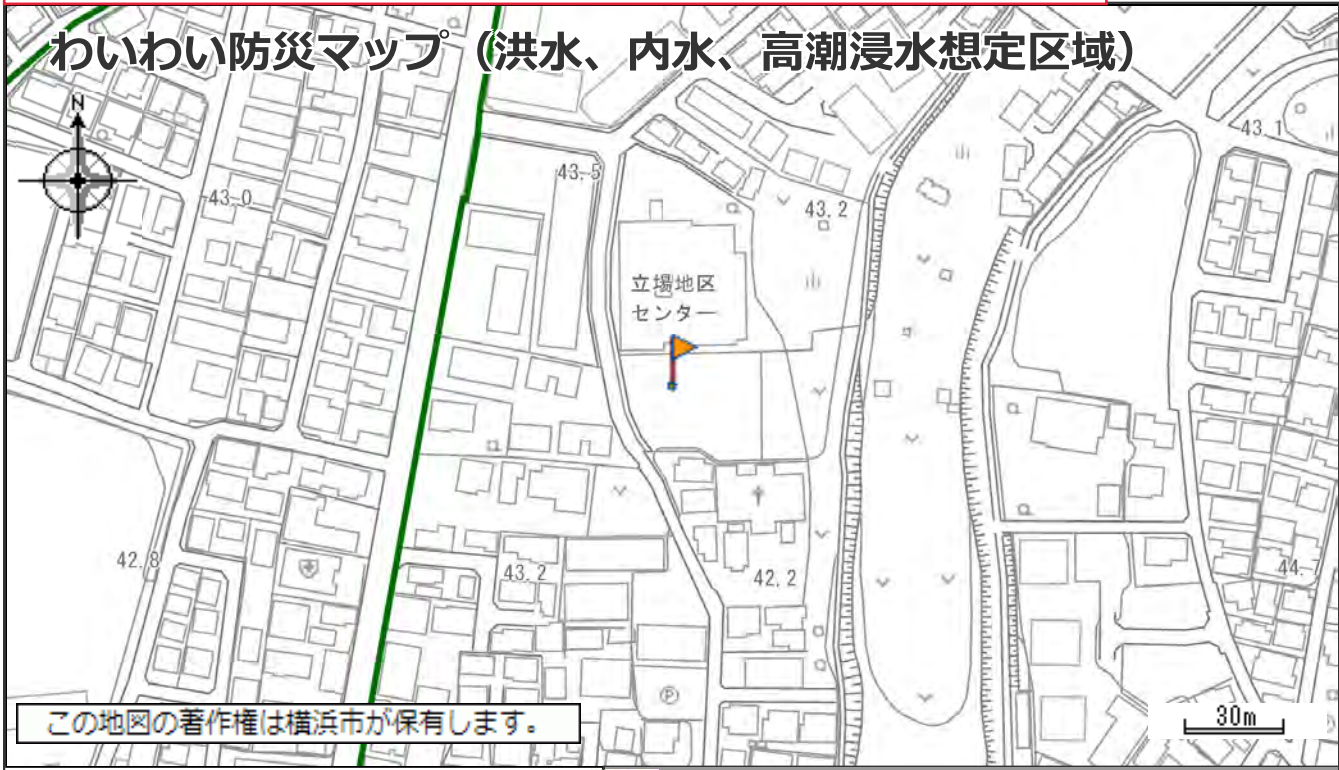 わいわい防災マップ（洪水、内水、高潮浸水想定区域）
N
43.1
43.5
43.0
43.2
立場地区
センター
42.8
43.2
42.2
44.7
P
この地図の著作権は横浜市が保有します。
30m